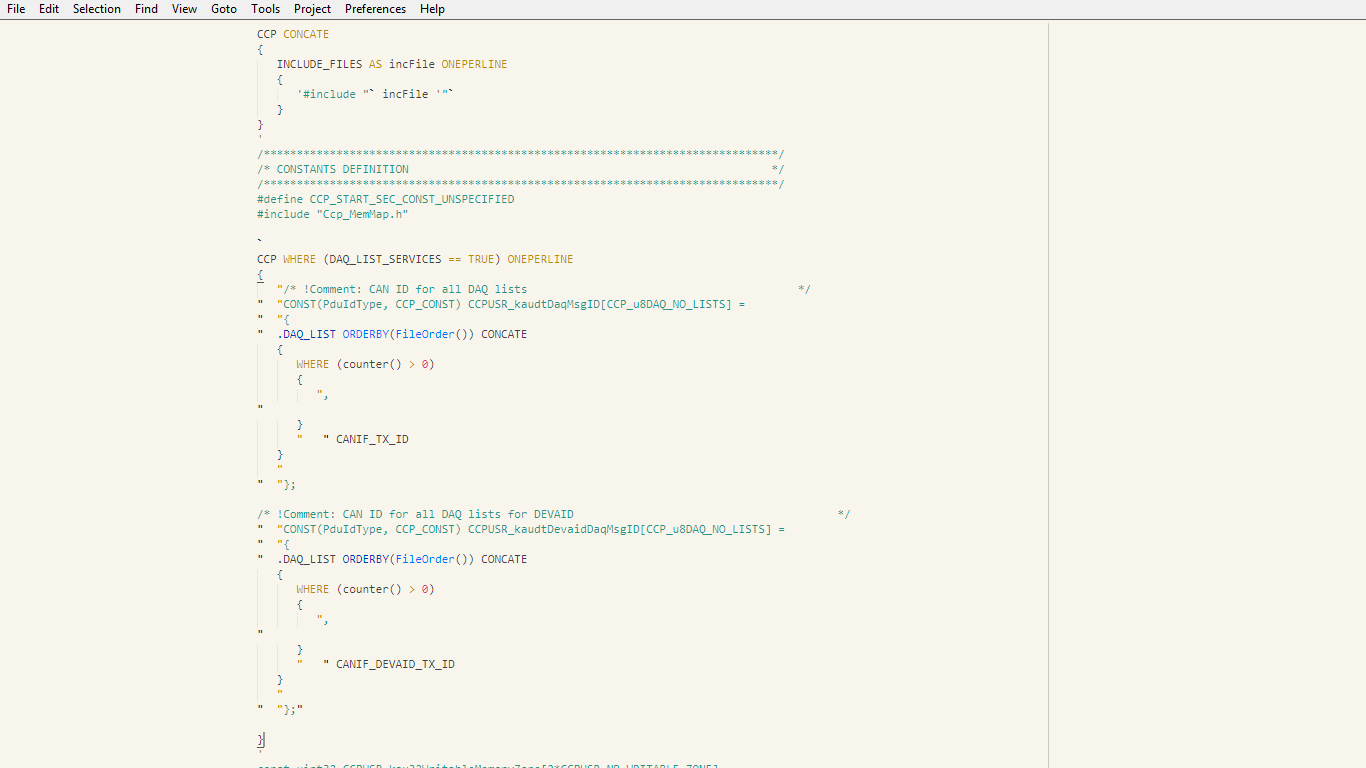 File Edit Selection Find View Goto Tools Project Preferences Help
CCP CONCATE
{
INCLUDE_FILES AS incFile ONEPERLINE
{
'#include "` incFile '"`
}
}
'
/******************************************************************************/
/* CONSTANTS DEFINITION */
/******************************************************************************/
#define CCP_START_SEC_CONST_UNSPECIFIED
#include "Ccp_MemMap.h"
`
CCP WHERE (DAQ_LIST_SERVICES == TRUE) ONEPERLINE
{
"/* !Comment: CAN ID for all DAQ lists */
" "CONST(PduIdType, CCP_CONST) CCPUSR_kaudtDaqMsgID[CCP_u8DAQ_NO_LISTS] =
" "{
" .DAQ_LIST ORDERBY(FileOrder()) CONCATE
{
WHERE (counter() > 0)
{
",
"
}
" " CANIF_TX_ID
}
"
" "};
/* !Comment: CAN ID for all DAQ lists for DEVAID */
" "CONST(PduIdType, CCP_CONST) CCPUSR_kaudtDevaidDaqMsgID[CCP_u8DAQ_NO_LISTS] =
" "{
" .DAQ_LIST ORDERBY(FileOrder()) CONCATE
{
WHERE (counter() > 0)
{
",
"
}
" " CANIF_DEVAID_TX_ID
}
"
" "};"
}
'